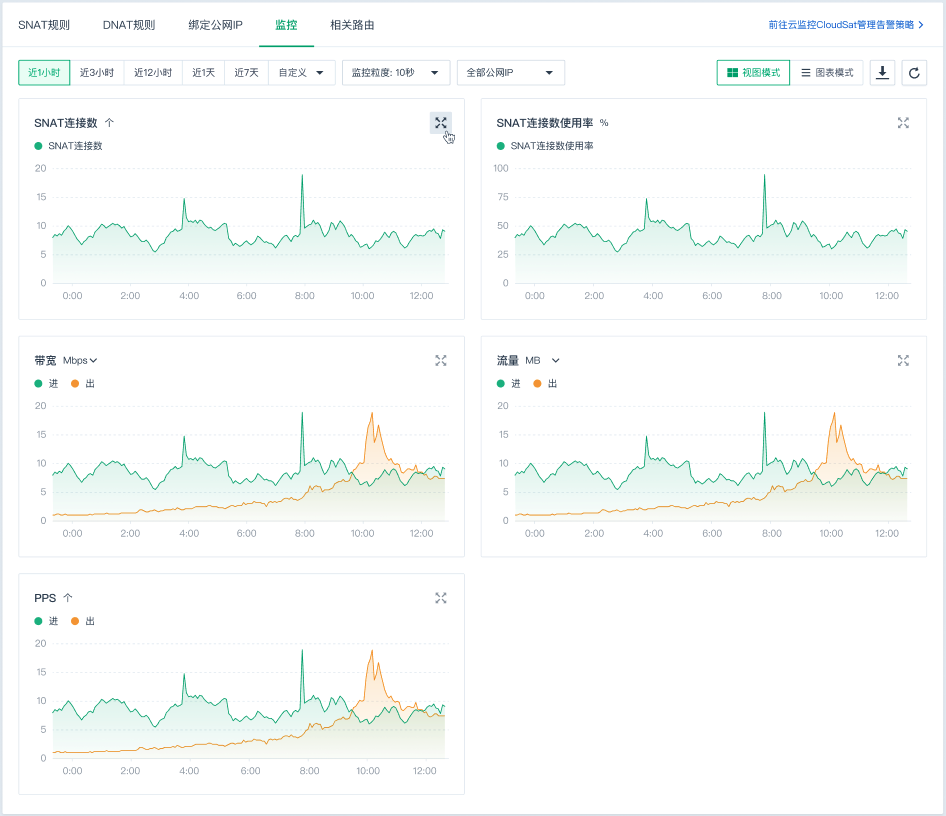 SNAT规则 DNAT规则 绑定公网IP 监控 相关路由 前往云监控CloudSat管理告警策略
近1小时 近3小时 近12小时 近1天 近7天 自定义 监控粒度: 10秒 全部公网IP 视图模式 图表模式
SNAT连接数 个
SNAT连接数
20
15
10
5
0
0:00 2:00 4:00 6:00 8:00 10:00 12:00
SNAT连接数使用率 %
SNAT连接数使用率
100
75
50
25
0
0:00 2:00 4:00 6:00 8:00 10:00 12:00
带宽 Mbps
进 出
20
15
10
5
0
0:00 2:00 4:00 6:00 8:00 10:00 12:00
流量 MB
进 出
20
15
10
5
0
0:00 2:00 4:00 6:00 8:00 10:00 12:00
PPS 个
进 出
20
15
10
5
0
0:00 2:00 4:00 6:00 8:00 10:00 12:00